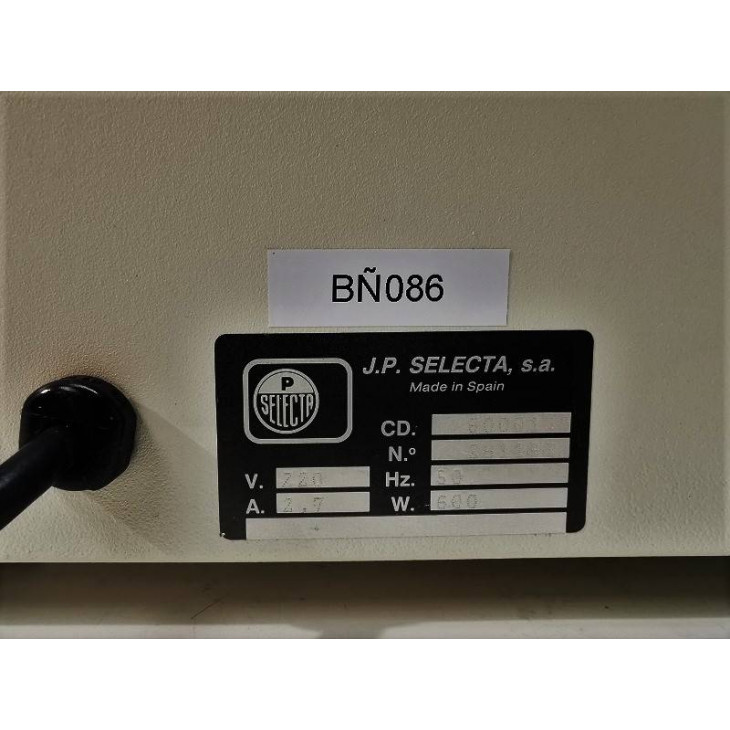 BÑ086
J.P. SELECTA, s.a.
Made in Spain
P
SELECTA
CD.
N.º
V. 220 Hz. 50
A. 2,7 W. 600